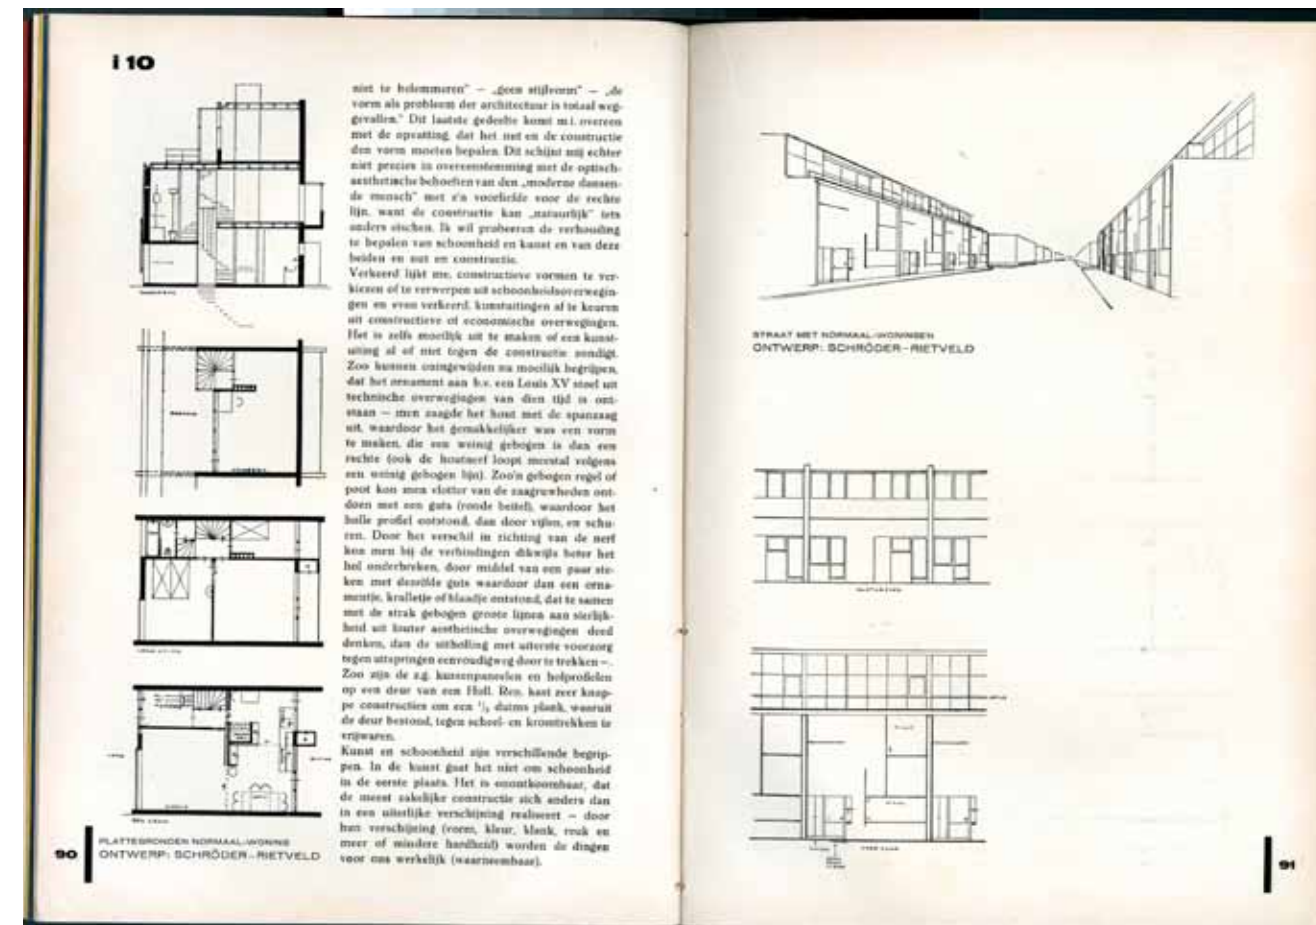 i 10
niet te belemmeren" — „geen stijlvorm" — „de
vorm als probleem der architectuur is totaal weg-
gevallen." Dit laatste gedeelte komt m.i. overeen
met de opvatting, dat het nut en de constructie
den vorm moeten bepalen. Dit schijnt mij echter
niet precies in overeenstemming met de optisch-
aesthetische behoeften van den „moderne dansen-
de mensch" met z'n voorliefde voor de rechte
lijn, want de constructie kan „natuurlijk" iets
anders eischen. Ik wil probeeren de verhouding
te bepalen van schoonheid en kunst en van deze
beiden en nut en constructie.
Verkeerd lijkt me, constructieve vormen te ver-
kiezen of te verwerpen uit schoonheidsoverwegin-
gen en even verkeerd, kunstuitingen af te keuren
uit constructieve of economische overwegingen.
Het is zelfs moeilijk uit te maken of een kunst-
uiting al of niet tegen de constructie zondigt.
Zoo kunnen oningewijden nu moeilijk begrijpen,
dat het ornament aan b.v. een Louis XV stoel uit
technische overwegingen van dien tijd is ont-
staan — men zaagde het hout met de spanzaag
uit, waardoor het gemakkelijker was een vorm
te maken, die een weinig gebogen is dan een
rechte (ook de houtnerf loopt meestal volgens
een weinig gebogen lijn). Zoo'n gebogen regel of
poot kon men vlotter van de zaagruwheden ont-
doen met een guts (ronde beitel), waardoor het
holle profiel ontstond, dan door vijlen, en schu-
ren. Door het verschil in richting van de nerf
kon men bij de verbindingen dikwijls beter het
hol onderbreken, door middel van een paar ste-
ken met dezelfde guts waardoor dan een orna-
mentje, kralletje of blaadje ontstond, dat te samen
met de strak gebogen groote lijnen aan sierlijk-
heid uit louter aesthetische overwegingen deed
denken, dan de uitholling met uiterste voorzorg
tegen uitspringen eenvoudigweg door te trekken —.
Zoo zijn de z.g. kussenpaneelen en holprofielen
op een deur van een Holl. Ren. kast zeer knap-
pe constructies om een ½ duims plank, waaruit
de deur bestond, tegen scheel- en kromtrekken te
vrijwaren.
Kunst en schoonheid zijn verschillende begrip-
pen. In de kunst gaat het niet om schoonheid
in de eerste plaats. Het is onontkoombaar, dat
de meest zakelijke constructie zich anders dan
in een uiterlijke verschijning realiseert — door
hun verschijning (vorm, kleur, klank, reuk en
meer of mindere hardheid) worden de dingen
voor ons werkelijk (waarneembaar).
PLATTEGRONDEN NORMAAL-WONING
90 ONTWERP: SCHRÖDER-RIETVELD
STRAAT MET NORMAAL-WONINGEN
ONTWERP: SCHRÖDER-RIETVELD
91